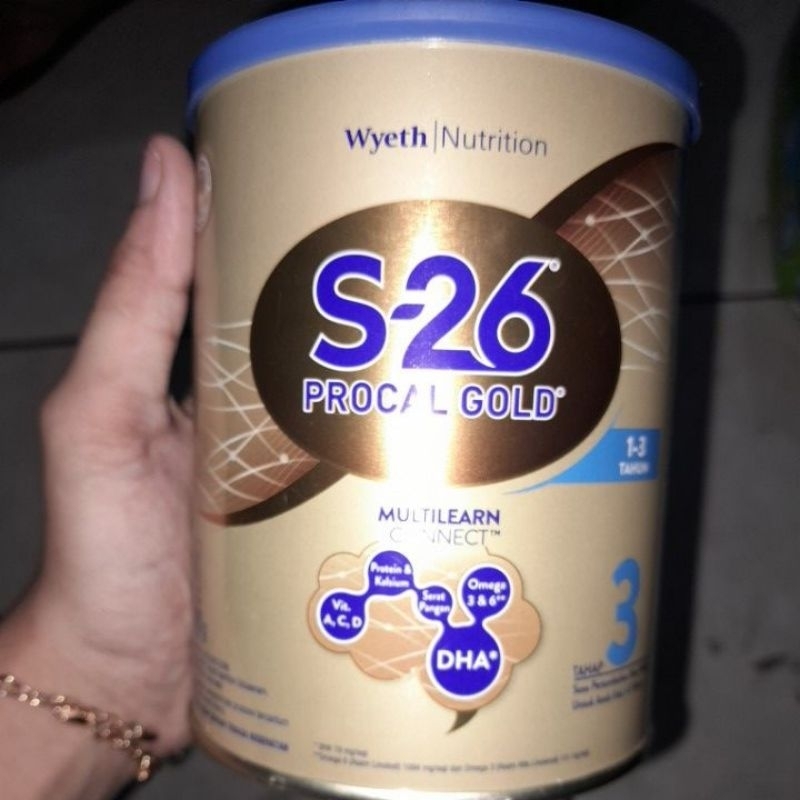 Wyeth | Nutrition
S-26®
PROCAL GOLD®
1-3
TAHUN
MULTILEARN
CONNECT™
Protein &
Kalsium
Omega
3 & 6**
Serat
Pangan
Vit.
A, C, D
DHA*
3
TAHAP